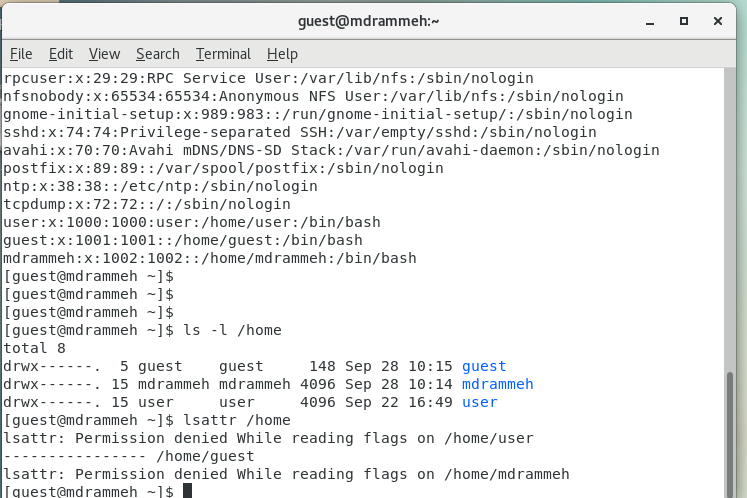 guest@mdrammeh:~
File Edit View Search Terminal Help
rpcuser:x:29:29:RPC Service User:/var/lib/nfs:/sbin/nologin
nfsnobody:x:65534:65534:Anonymous NFS User:/var/lib/nfs:/sbin/nologin
gnome-initial-setup:x:989:983::/run/gnome-initial-setup/:/sbin/nologin
sshd:x:74:74:Privilege-separated SSH:/var/empty/sshd:/sbin/nologin
avahi:x:70:70:Avahi mDNS/DNS-SD Stack:/var/run/avahi-daemon:/sbin/nologin
postfix:x:89:89::/var/spool/postfix:/sbin/nologin
ntp:x:38:38::/etc/ntp:/sbin/nologin
tcpdump:x:72:72::/:/sbin/nologin
user:x:1000:1000:user:/home/user:/bin/bash
guest:x:1001:1001::/home/guest:/bin/bash
mdrammeh:x:1002:1002::/home/mdrammeh:/bin/bash
[guest@mdrammeh ~]$
[guest@mdrammeh ~]$
[guest@mdrammeh ~]$
[guest@mdrammeh ~]$ ls -l /home
total 8
drwx------.  5 guest    guest     148 Sep 28 10:15 guest
drwx------. 15 mdrammeh mdrammeh 4096 Sep 28 10:14 mdrammeh
drwx------. 15 user     user     4096 Sep 22 16:49 user
[guest@mdrammeh ~]$ lsattr /home
lsattr: Permission denied While reading flags on /home/user
---------------- /home/guest
lsattr: Permission denied While reading flags on /home/mdrammeh
[guest@mdrammeh ~]$